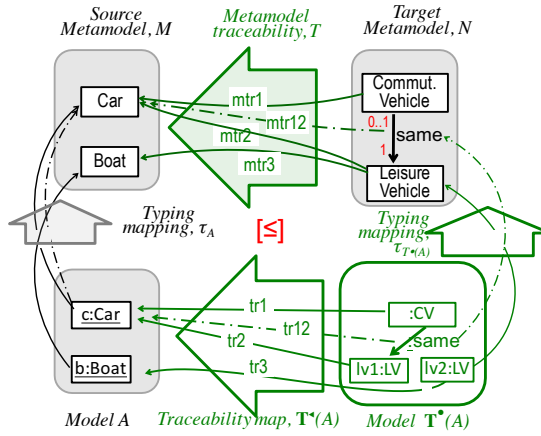 Source
Metamodel, M
Metamodel
traceability, T
Target
Metamodel, N
Car
Boat
mtr1
mtr12
mtr2
mtr3
Commut.
Vehicle
0..1
same
1
Leisure
Vehicle
Typing
mapping, τA
[≤]
Typing
mapping,
τT•(A)
c:Car
b:Boat
tr1
tr12
tr2
tr3
:CV
same
lv1:LV
lv2:LV
Model A
Traceability map, T◂(A)
Model T•(A)